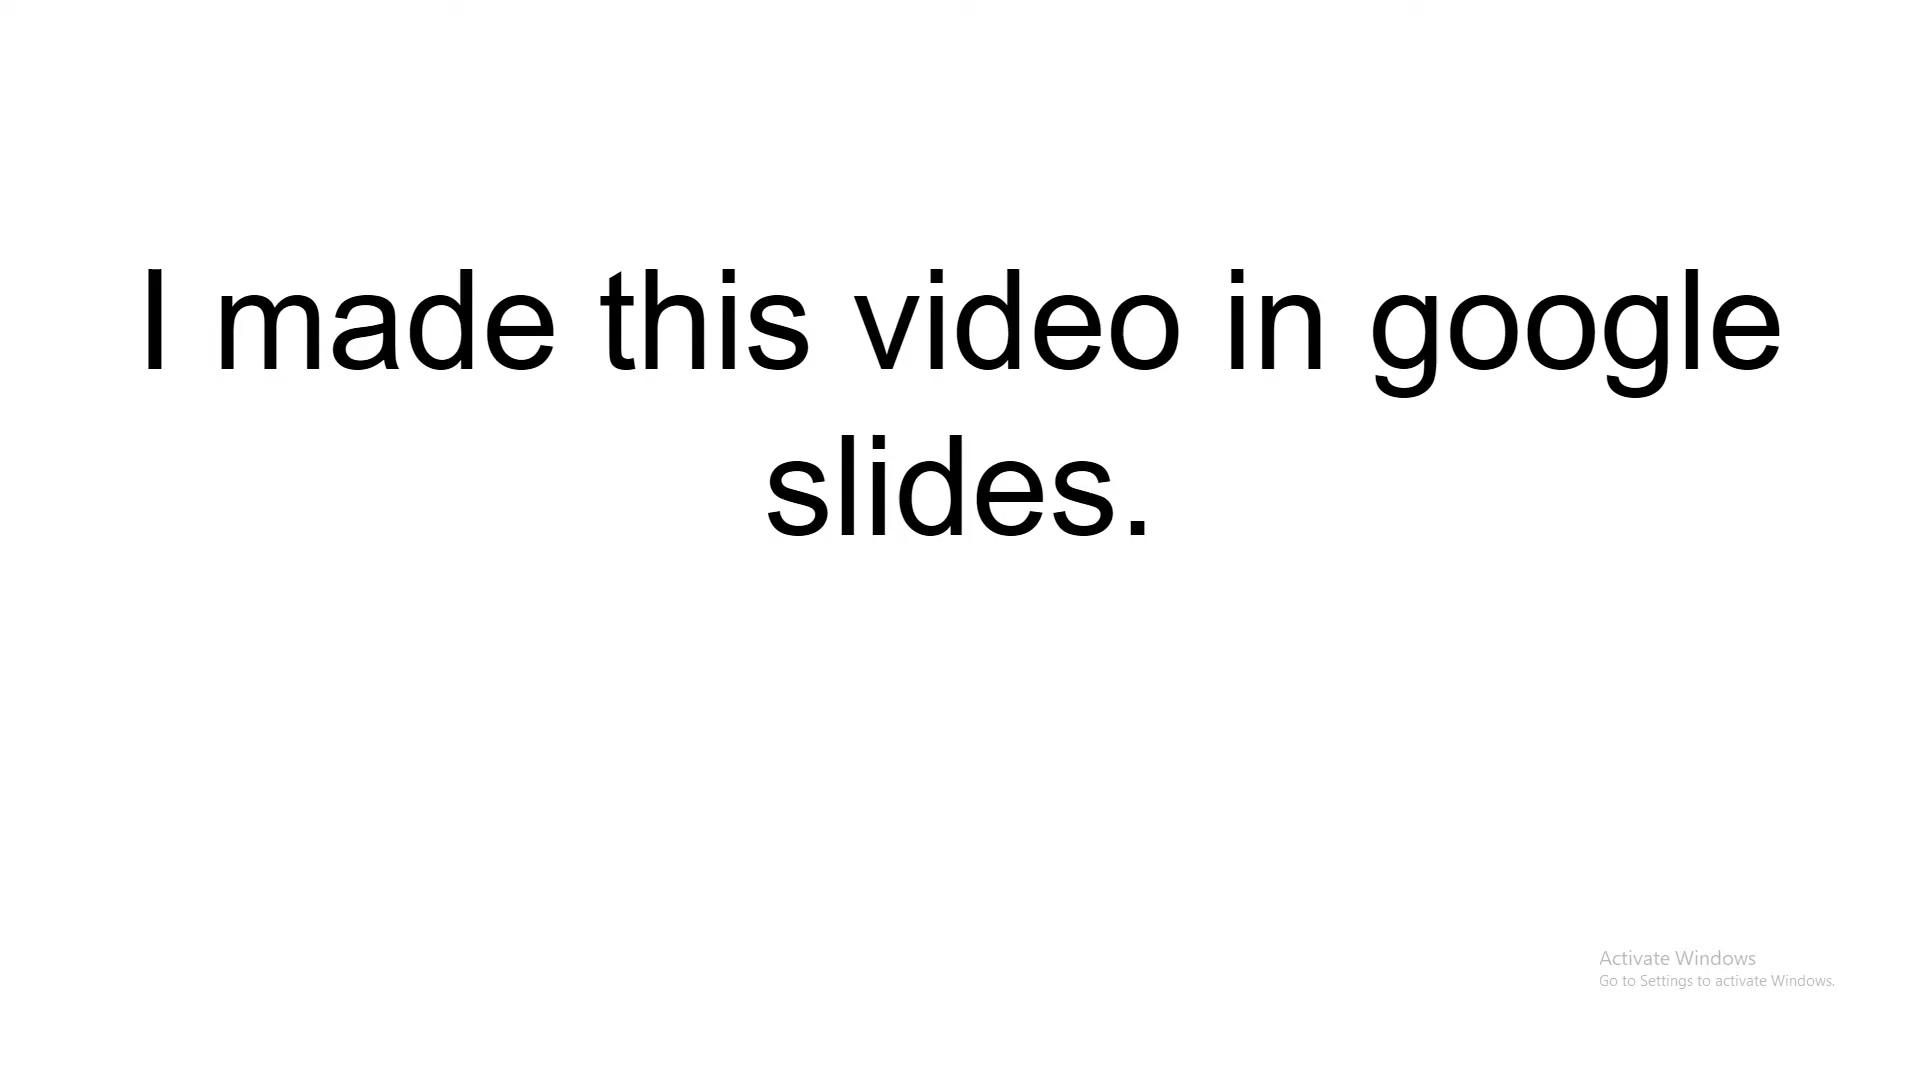 I made this video in google
slides.
Activate Windows
Go to Settings to activate Windows.